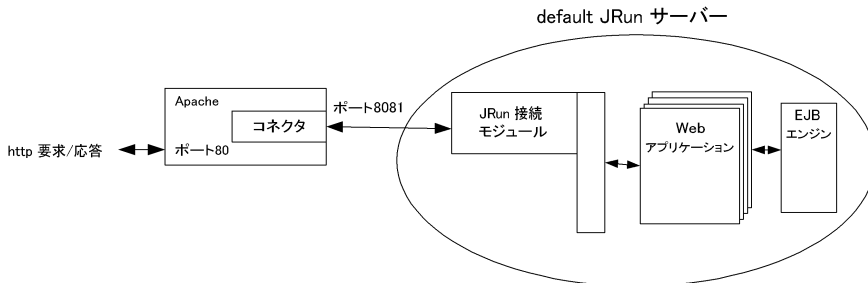 default JRun サーバー
Apache
コネクタ
ポート80
http 要求/応答
ポート8081
JRun 接続
モジュール
Web
アプリケーション
EJB
エンジン